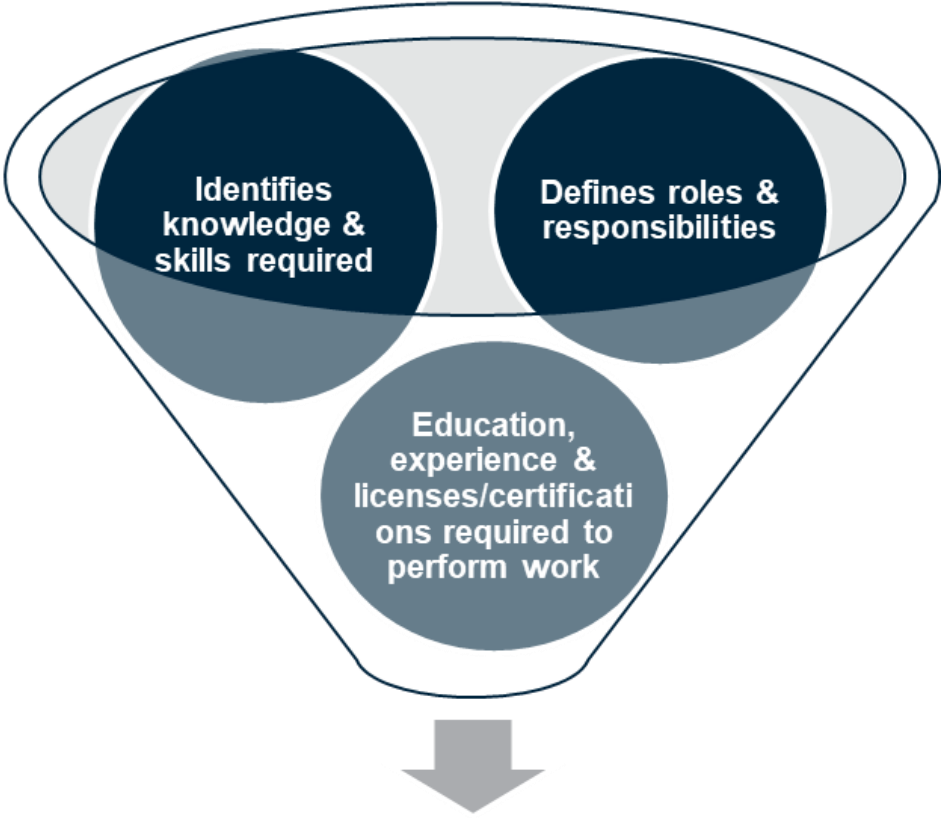 Identifies
knowledge &
skills required
Defines roles &
responsibilities
Education,
experience &
licenses/certificati
ons required to
perform work